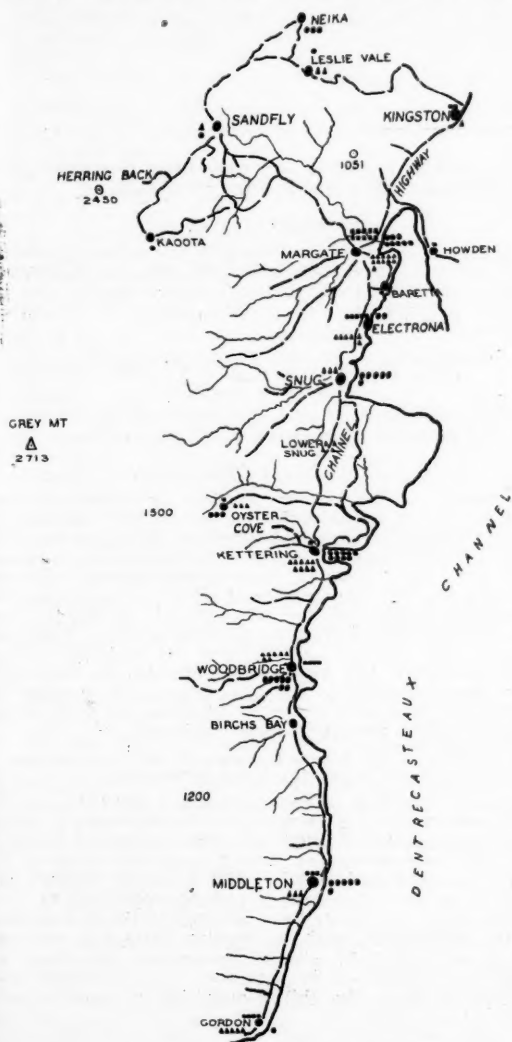 NEIKA
LESLIE VALE
SANDFLY
KINGSTON
1051
HIGHWAY
HERRING BACK
2450
KAOOTA
MARGATE
HOWDEN
BARETTA
ELECTRONA
SNUG
GREY MT
2713
LOWER
SNUG
CHANNEL
1500
OYSTER
COVE
KETTERING
CHANNEL
WOODBRIDGE
BIRCHS BAY
DENTRECASTEAUX
1200
MIDDLETON
GORDON